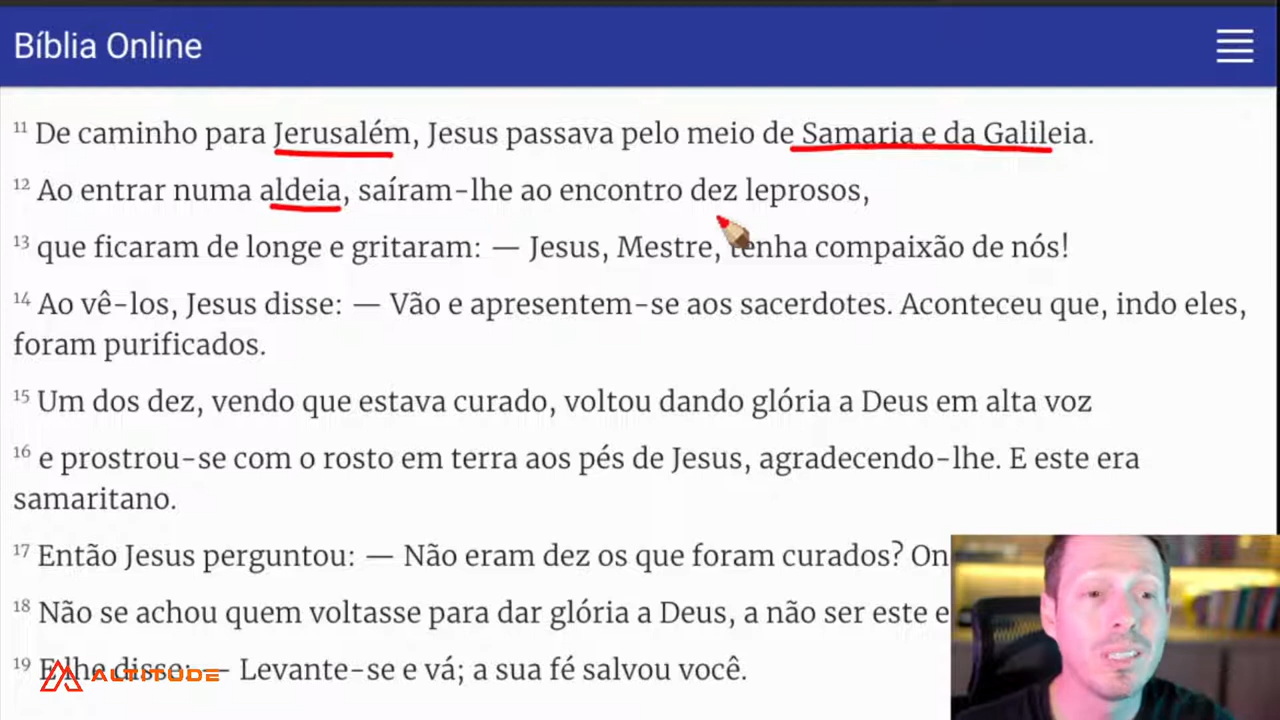 Bíblia Online
11 De caminho para Jerusalém, Jesus passava pelo meio de Samaria e da Galileia.
12 Ao entrar numa aldeia, saíram-lhe ao encontro dez leprosos,
13 que ficaram de longe e gritaram: — Jesus, Mestre, tenha compaixão de nós!
14 Ao vê-los, Jesus disse: — Vão e apresentem-se aos sacerdotes. Aconteceu que, indo eles,
foram purificados.
15 Um dos dez, vendo que estava curado, voltou dando glória a Deus em alta voz
16 e prostrou-se com o rosto em terra aos pés de Jesus, agradecendo-lhe. E este era
samaritano.
17 Então Jesus perguntou: — Não eram dez os que foram curados? On
18 Não se achou quem voltasse para dar glória a Deus, a não ser este e
19 E lhe disse: — Levante-se e vá; a sua fé salvou você.
ALTITUDE